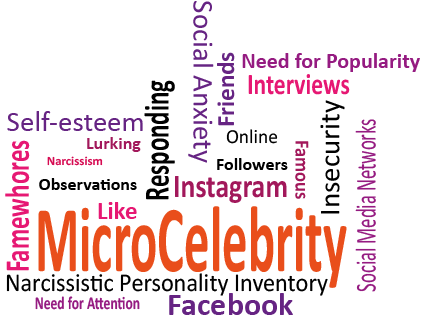 Social Anxiety
Need for Popularity
Friends
Interviews
Responding
Self-esteem
Online
Insecurity
Lurking
Famewhores
Narcissism
Followers
Famous
Social Media Networks
Observations
Instagram
Like
MicroCelebrity
Narcissistic Personality Inventory
Need for Attention
Facebook